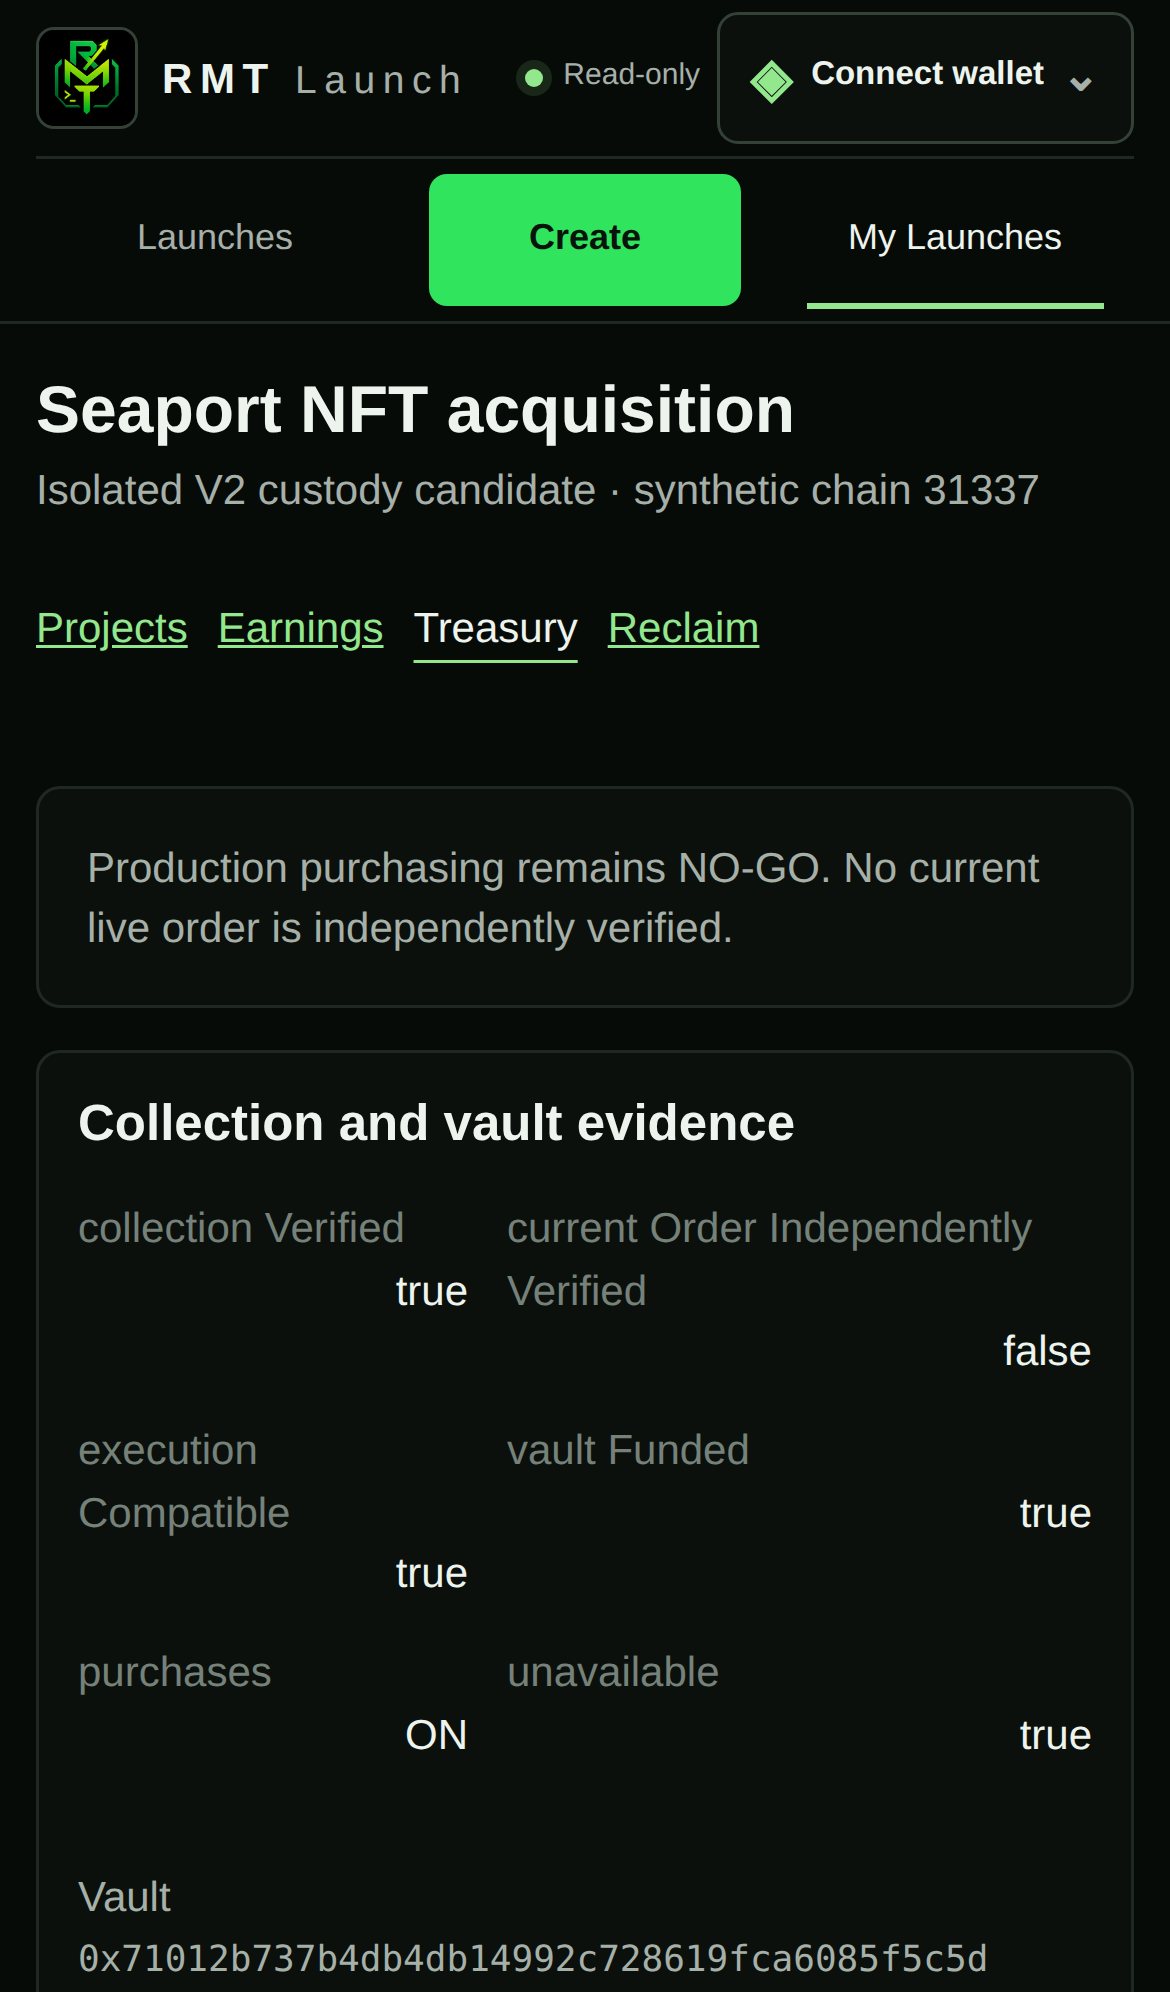 RMT Launch
Read-only
Connect wallet
Launches
Create
My Launches
Seaport NFT acquisition
Isolated V2 custody candidate · synthetic chain 31337
Projects
Earnings
Treasury
Reclaim
Production purchasing remains NO-GO. No current
live order is independently verified.
Collection and vault evidence
collection Verified
true
current Order Independently
Verified
false
execution
Compatible
true
vault Funded
true
purchases
ON
unavailable
true
Vault
0x71012b737b4db4db14992c728619fca6085f5c5d